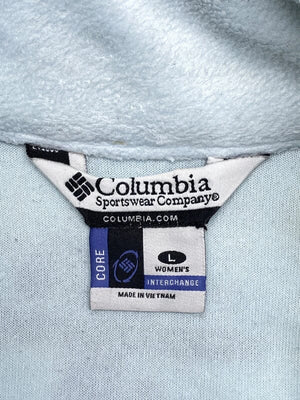 Columbia
Sportswear Company®
COLUMBIA.COM
CORE
L
WOMEN'S
INTERCHANGE
MADE IN VIETNAM